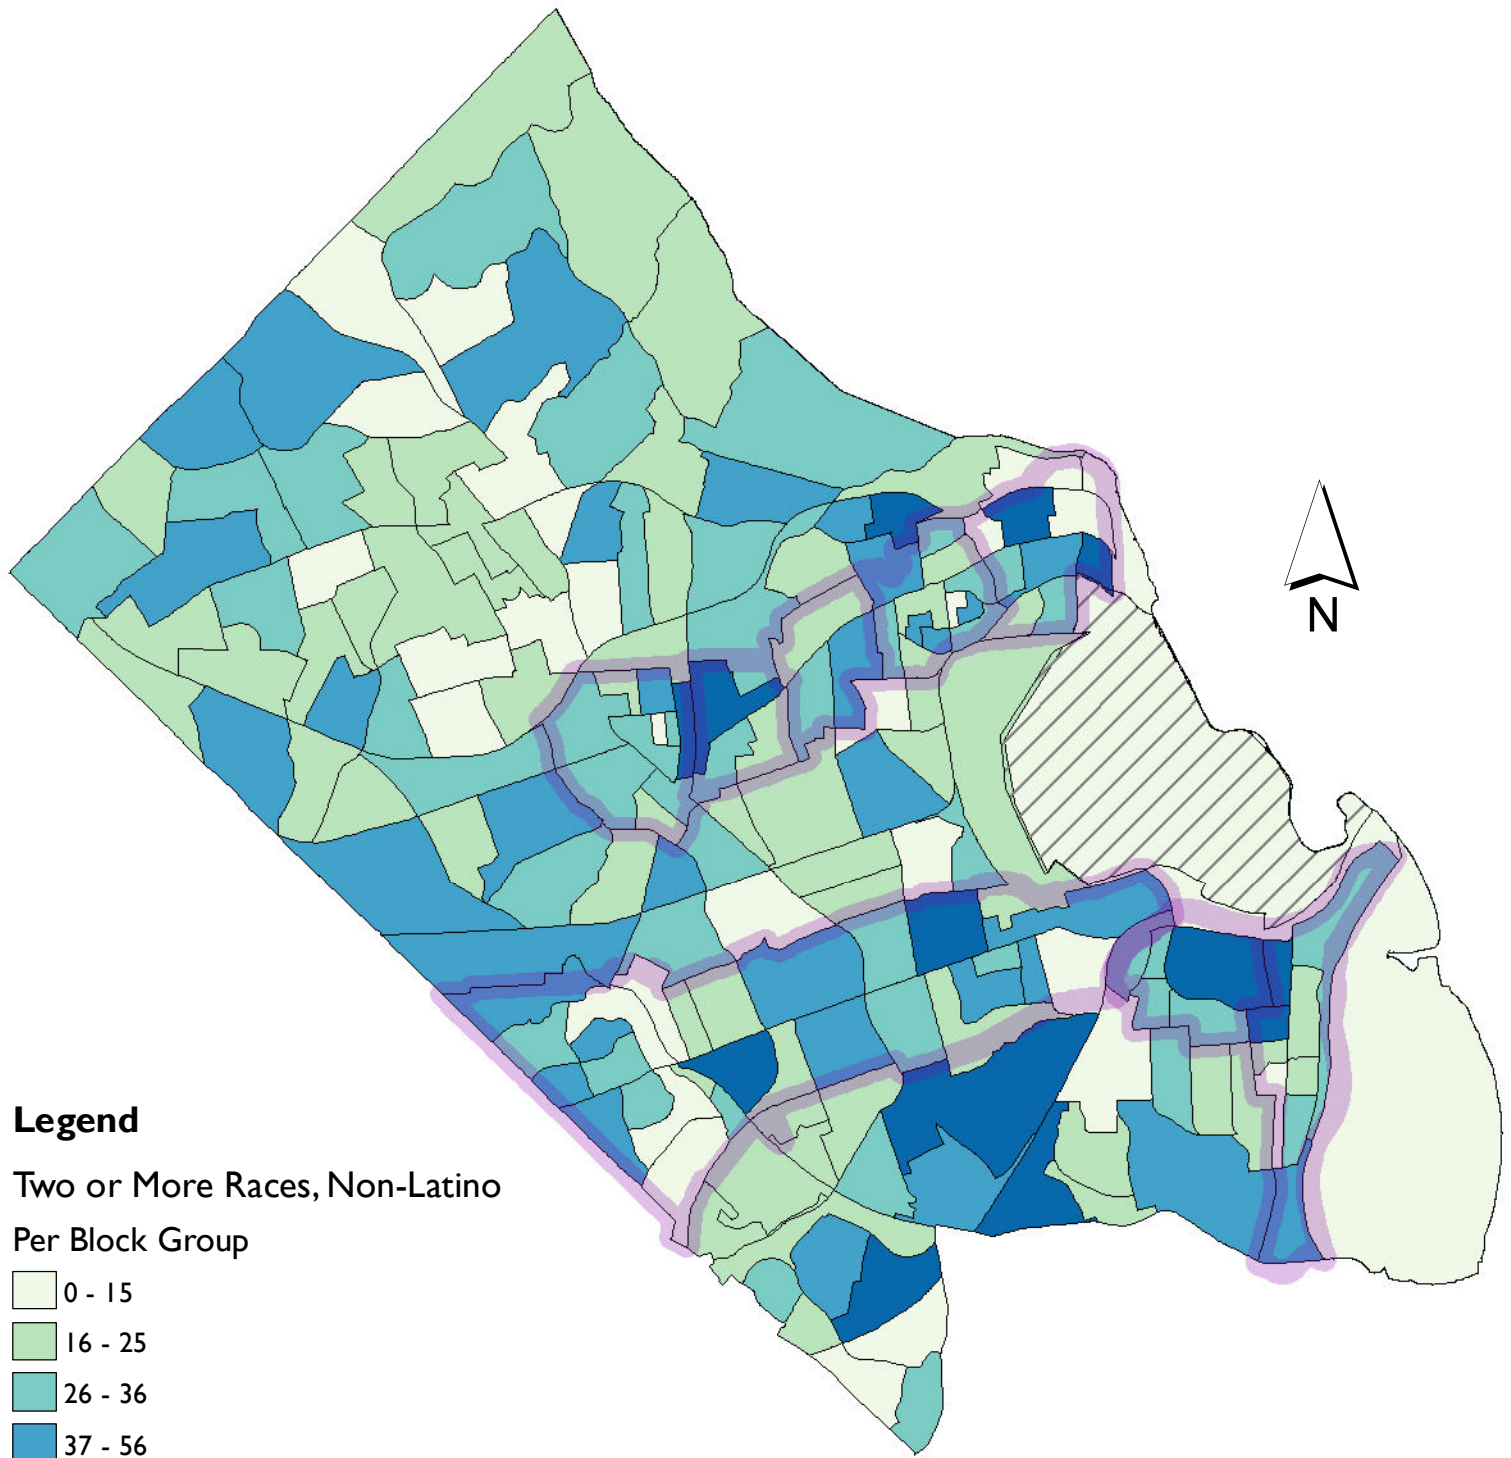 N
Legend
Two or More Races, Non-Latino
Per Block Group
0 - 15
16 - 25
26 - 36
37 - 56